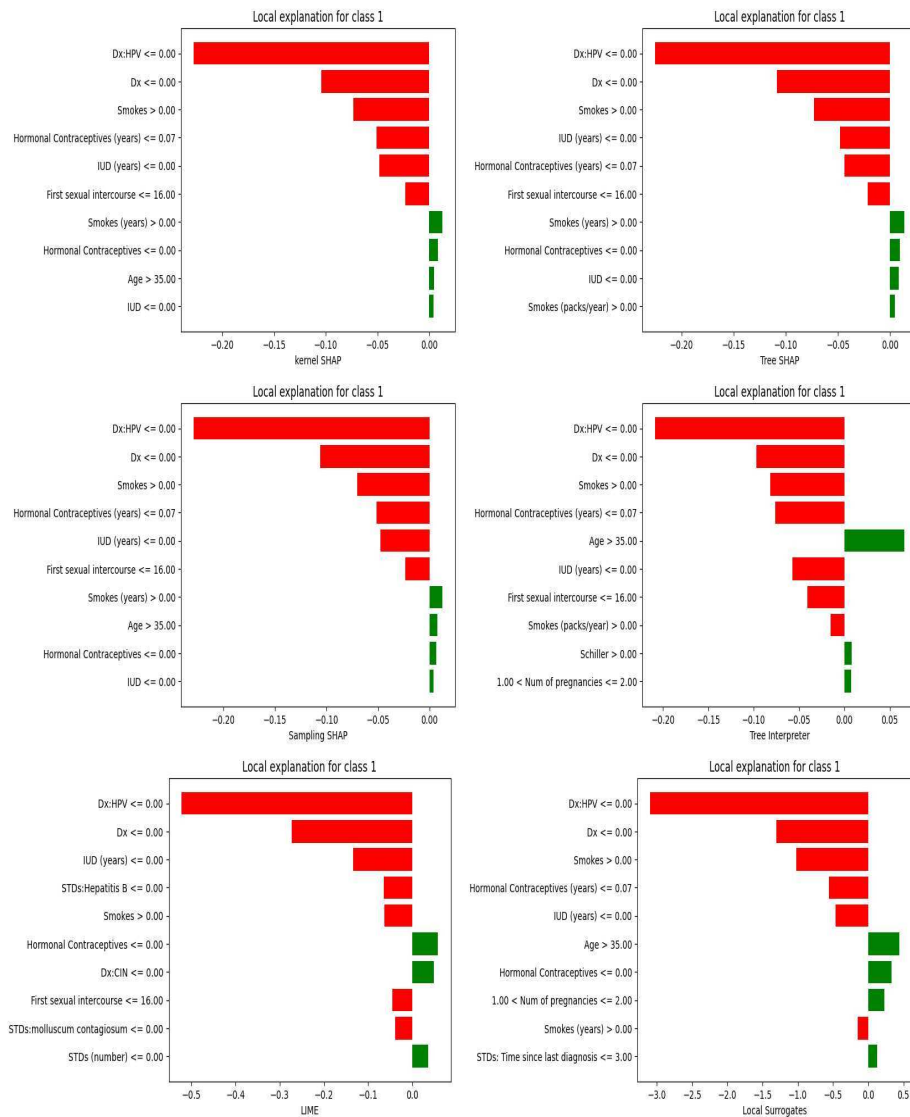 Local explanation for class 1
Dx:HPV <= 0.00
Dx <= 0.00
Smokes > 0.00
Hormonal Contraceptives (years) <= 0.07
IUD (years) <= 0.00
First sexual intercourse <= 16.00
Smokes (years) > 0.00
Hormonal Contraceptives <= 0.00
Age > 35.00
IUD <= 0.00
−0.20 −0.15 −0.10 −0.05 0.00
kernel SHAP
Local explanation for class 1
Dx:HPV <= 0.00
Dx <= 0.00
Smokes > 0.00
IUD (years) <= 0.00
Hormonal Contraceptives (years) <= 0.07
First sexual intercourse <= 16.00
Smokes (years) > 0.00
Hormonal Contraceptives <= 0.00
IUD <= 0.00
Smokes (packs/year) > 0.00
−0.20 −0.15 −0.10 −0.05 0.00
Tree SHAP
Local explanation for class 1
Dx:HPV <= 0.00
Dx <= 0.00
Smokes > 0.00
Hormonal Contraceptives (years) <= 0.07
IUD (years) <= 0.00
First sexual intercourse <= 16.00
Smokes (years) > 0.00
Age > 35.00
Hormonal Contraceptives <= 0.00
IUD <= 0.00
−0.20 −0.15 −0.10 −0.05 0.00
Sampling SHAP
Local explanation for class 1
Dx:HPV <= 0.00
Dx <= 0.00
Smokes > 0.00
Hormonal Contraceptives (years) <= 0.07
Age > 35.00
IUD (years) <= 0.00
First sexual intercourse <= 16.00
Smokes (packs/year) > 0.00
Schiller > 0.00
1.00 < Num of pregnancies <= 2.00
−0.20 −0.15 −0.10 −0.05 0.00 0.05
Tree Interpreter
Local explanation for class 1
Dx:HPV <= 0.00
Dx <= 0.00
IUD (years) <= 0.00
STDs:Hepatitis B <= 0.00
Smokes > 0.00
Hormonal Contraceptives <= 0.00
Dx:CIN <= 0.00
First sexual intercourse <= 16.00
STDs:molluscum contagiosum <= 0.00
STDs (number) <= 0.00
−0.5 −0.4 −0.3 −0.2 −0.1 0.0
LIME
Local explanation for class 1
Dx:HPV <= 0.00
Dx <= 0.00
Smokes > 0.00
Hormonal Contraceptives (years) <= 0.07
IUD (years) <= 0.00
Age > 35.00
Hormonal Contraceptives <= 0.00
1.00 < Num of pregnancies <= 2.00
Smokes (years) > 0.00
STDs: Time since last diagnosis <= 3.00
−3.0 −2.5 −2.0 −1.5 −1.0 −0.5 0.0 0.5
Local Surrogates